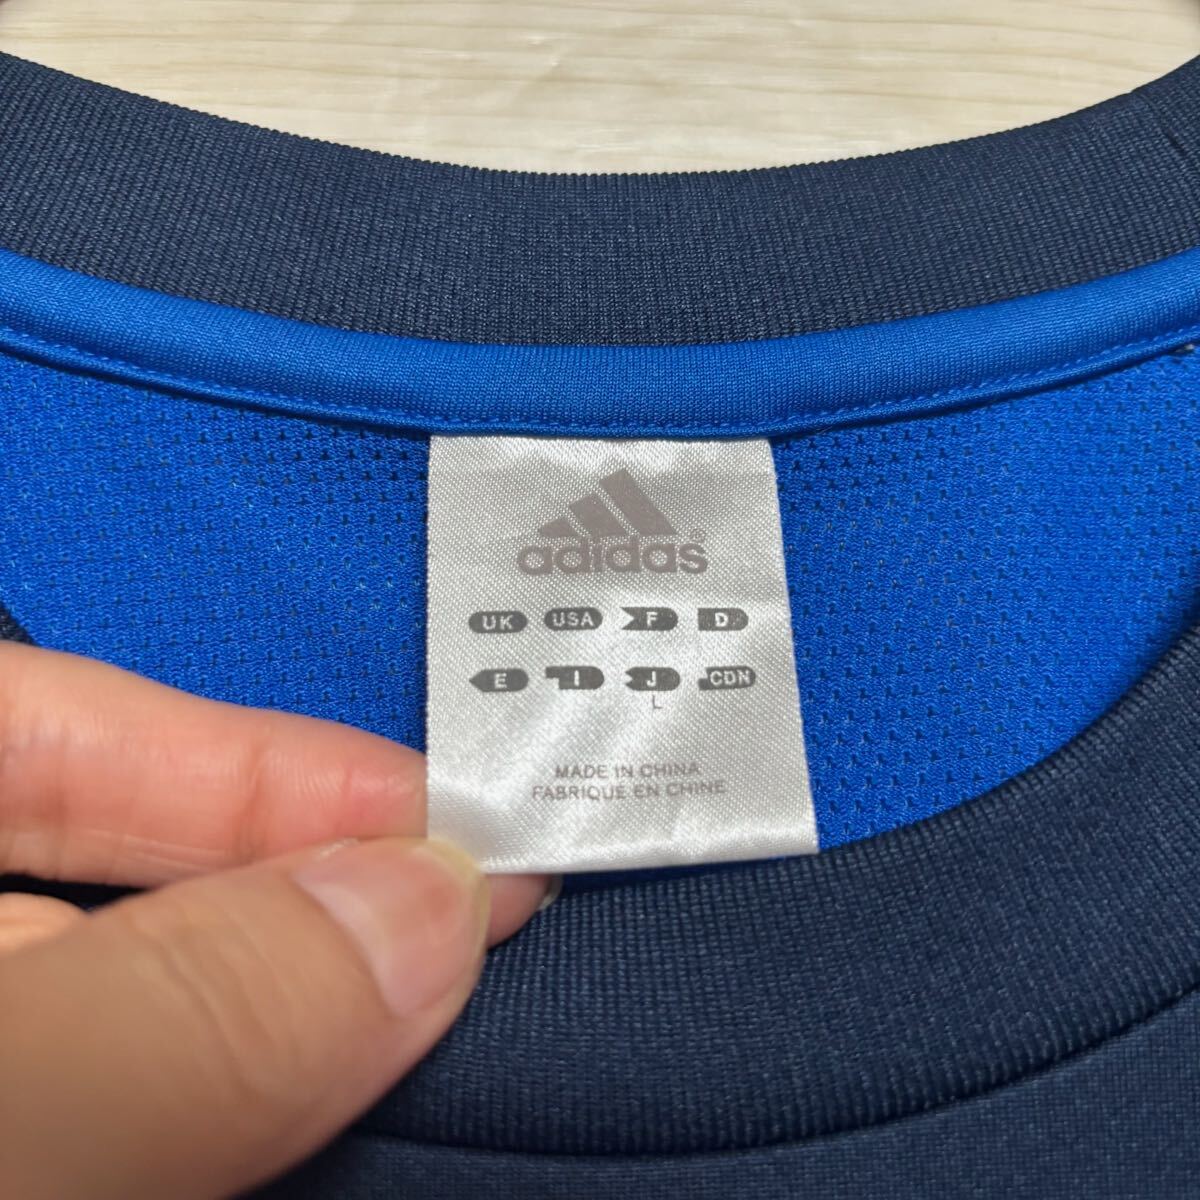 adidas®
UK USA F D
E I J CDN
L
MADE IN CHINA
FABRIQUE EN CHINE